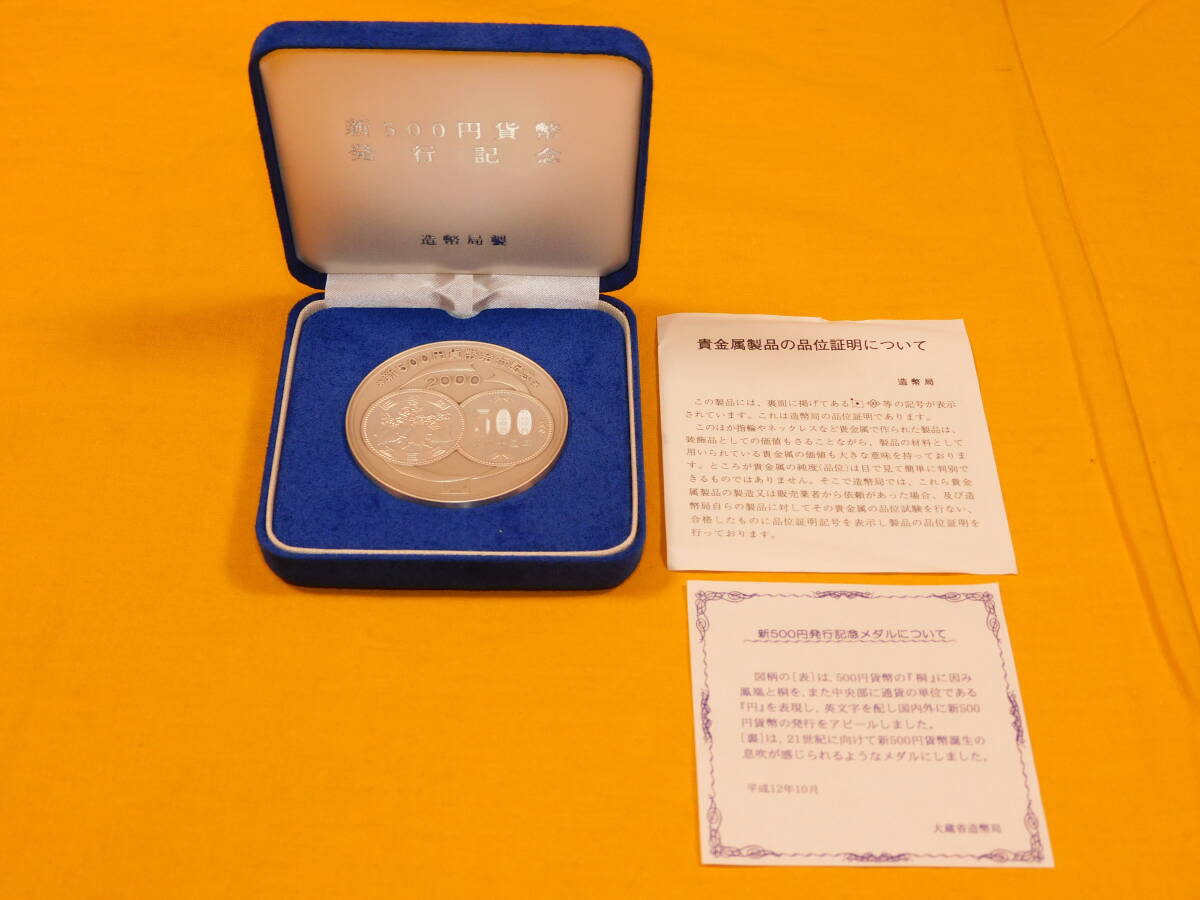 新500円貨幣
発行記念
造幣局製
2000
500
貴金属製品の品位証明について
造幣局
この製品には、裏面に掲げてある等の記号が表示
されています。これは造幣局の品位証明であります。
このほか指輪やネックレスなど貴金属で作られた製品は、
装飾品としての価値もさることながら、製品の材料として
用いられている貴金属の価値も大きな意味を持っておりま
す。ところが貴金属の純度(品位)は目で見て簡単に判別で
きるものではありません。そこで造幣局では、これら貴金
属製品の製造又は販売業者から依頼があった場合、及び造
幣局自らの製品に対してその貴金属の品位試験を行ない、
合格したものに品位証明記号を表示し製品の品位証明を
行っております。
新500円発行記念メダルについて
図柄の[表]は、500円貨幣の『桐』に因み
鳳凰と桐を、また中央部に通貨の単位である
『円』を表現し、英文字を配し国内外に新500
円貨幣の発行をアピールしました。
[裏]は、21世紀に向けて新500円貨幣誕生の
息吹が感じられるようなメダルにしました。
平成12年10月
大蔵省造幣局